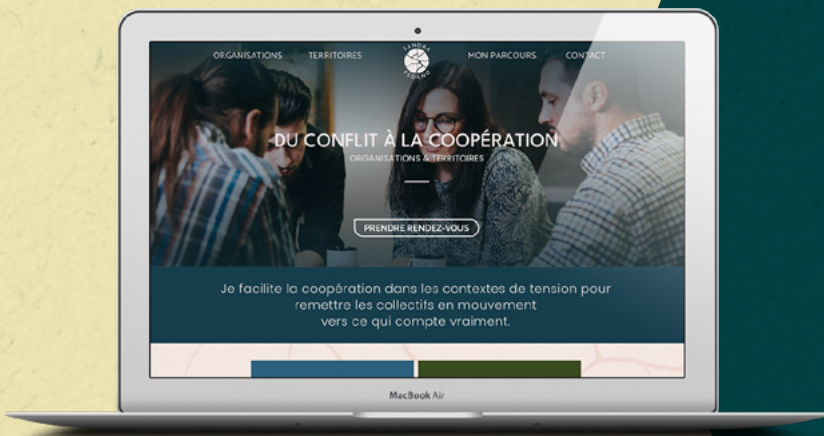 ORGANISATIONS
TERRITOIRES
SANDRA
MON PARCOURS
CONTACT
DU CONFLIT À LA COOPÉRATION
ORGANISATIONS & TERRITOIRES
PRENDRE RENDEZ-VOUS
Je facilite la coopération dans les contextes de tension pour
remettre les collectifs en mouvement
vers ce qui compte vraiment.
MacBook Air